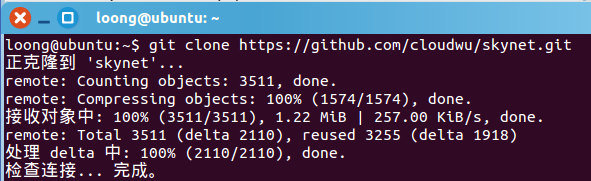 loong@ubuntu: ~
loong@ubuntu:~$ git clone https://github.com/cloudwu/skynet.git
正克隆到 'skynet'...
remote: Counting objects: 3511, done.
remote: Compressing objects: 100% (1574/1574), done.
接收对象中: 100% (3511/3511), 1.22 MiB | 257.00 KiB/s, done.
remote: Total 3511 (delta 2110), reused 3255 (delta 1918)
处理 delta 中: 100% (2110/2110), done.
检查连接... 完成。